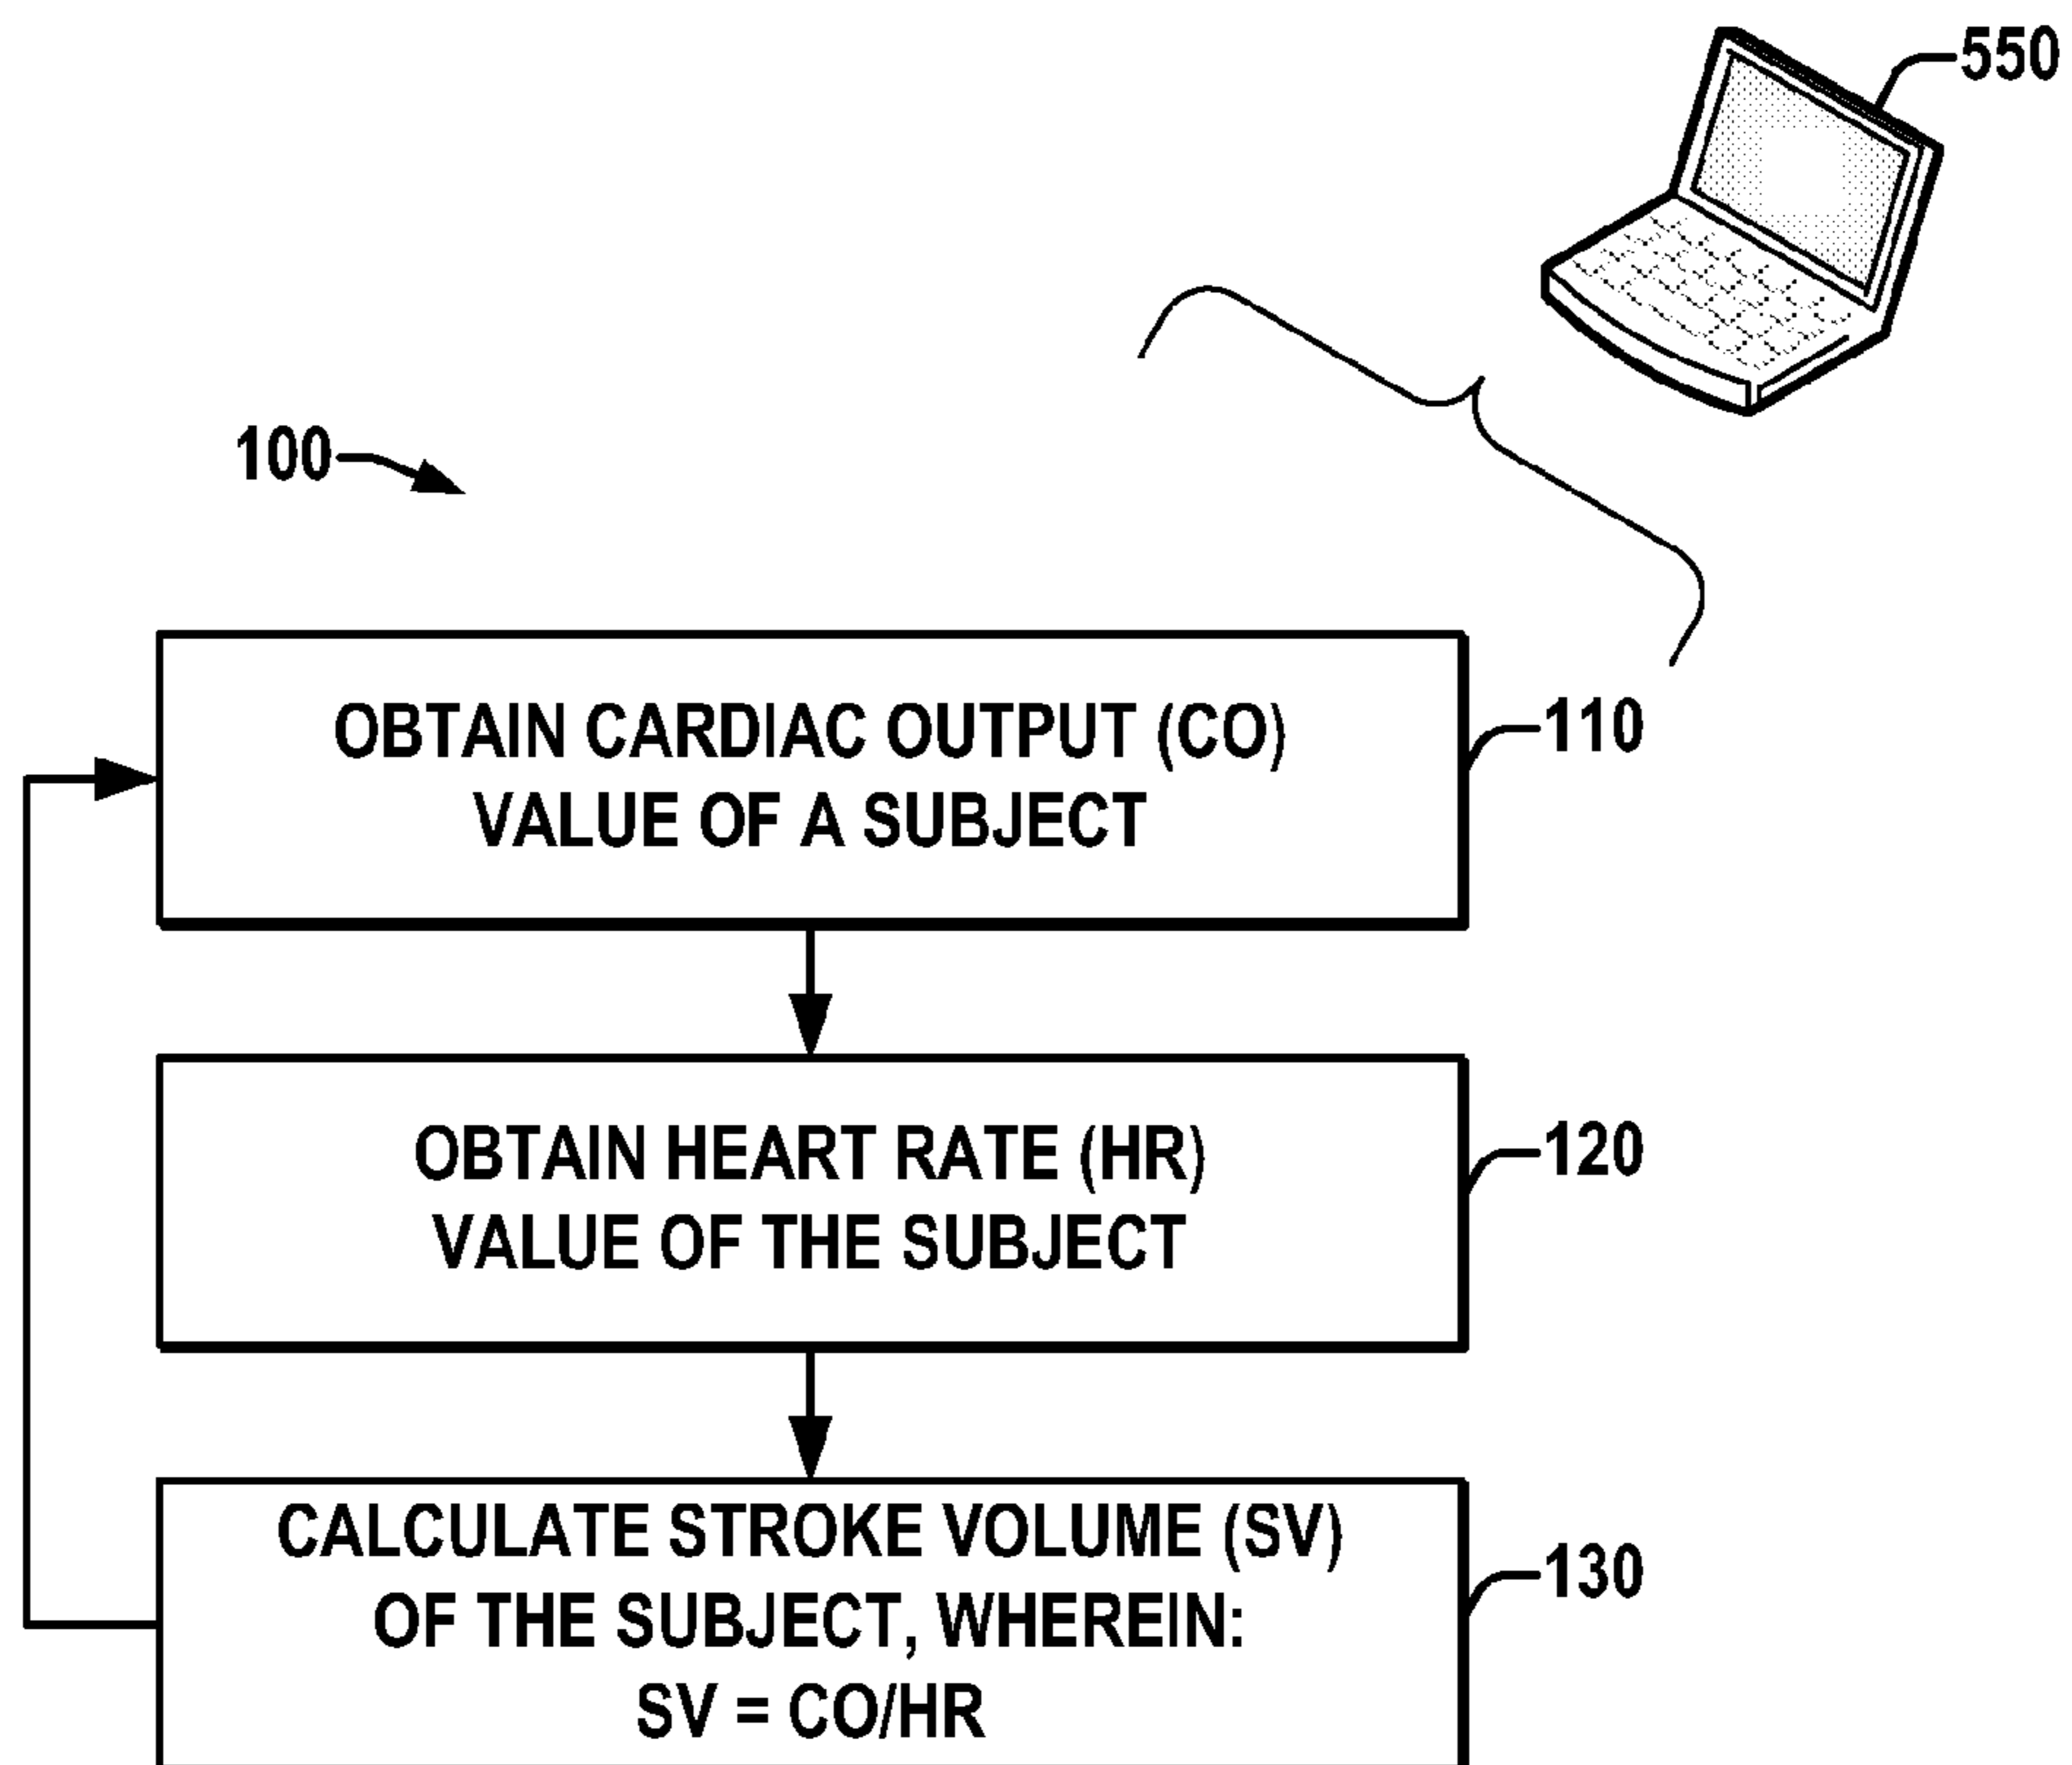 550
100
OBTAIN CARDIAC OUTPUT (CO)
VALUE OF A SUBJECT
110
OBTAIN HEART RATE (HR)
VALUE OF THE SUBJECT
120
CALCULATE STROKE VOLUME (SV)
OF THE SUBJECT, WHEREIN:
SV = CO/HR
130